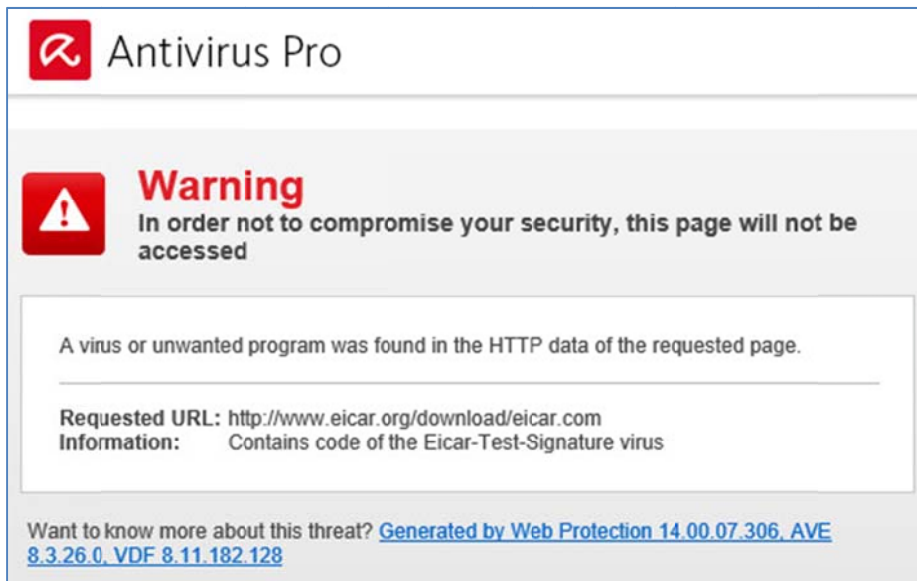 Antivirus Pro
Warning
In order not to compromise your security, this page will not be
accessed
A virus or unwanted program was found in the HTTP data of the requested page.
Requested URL: http://www.eicar.org/download/eicar.com
Information: Contains code of the Eicar-Test-Signature virus
Want to know more about this threat? Generated by Web Protection 14.00.07.306, AVE
8.3.26.0, VDF 8.11.182.128